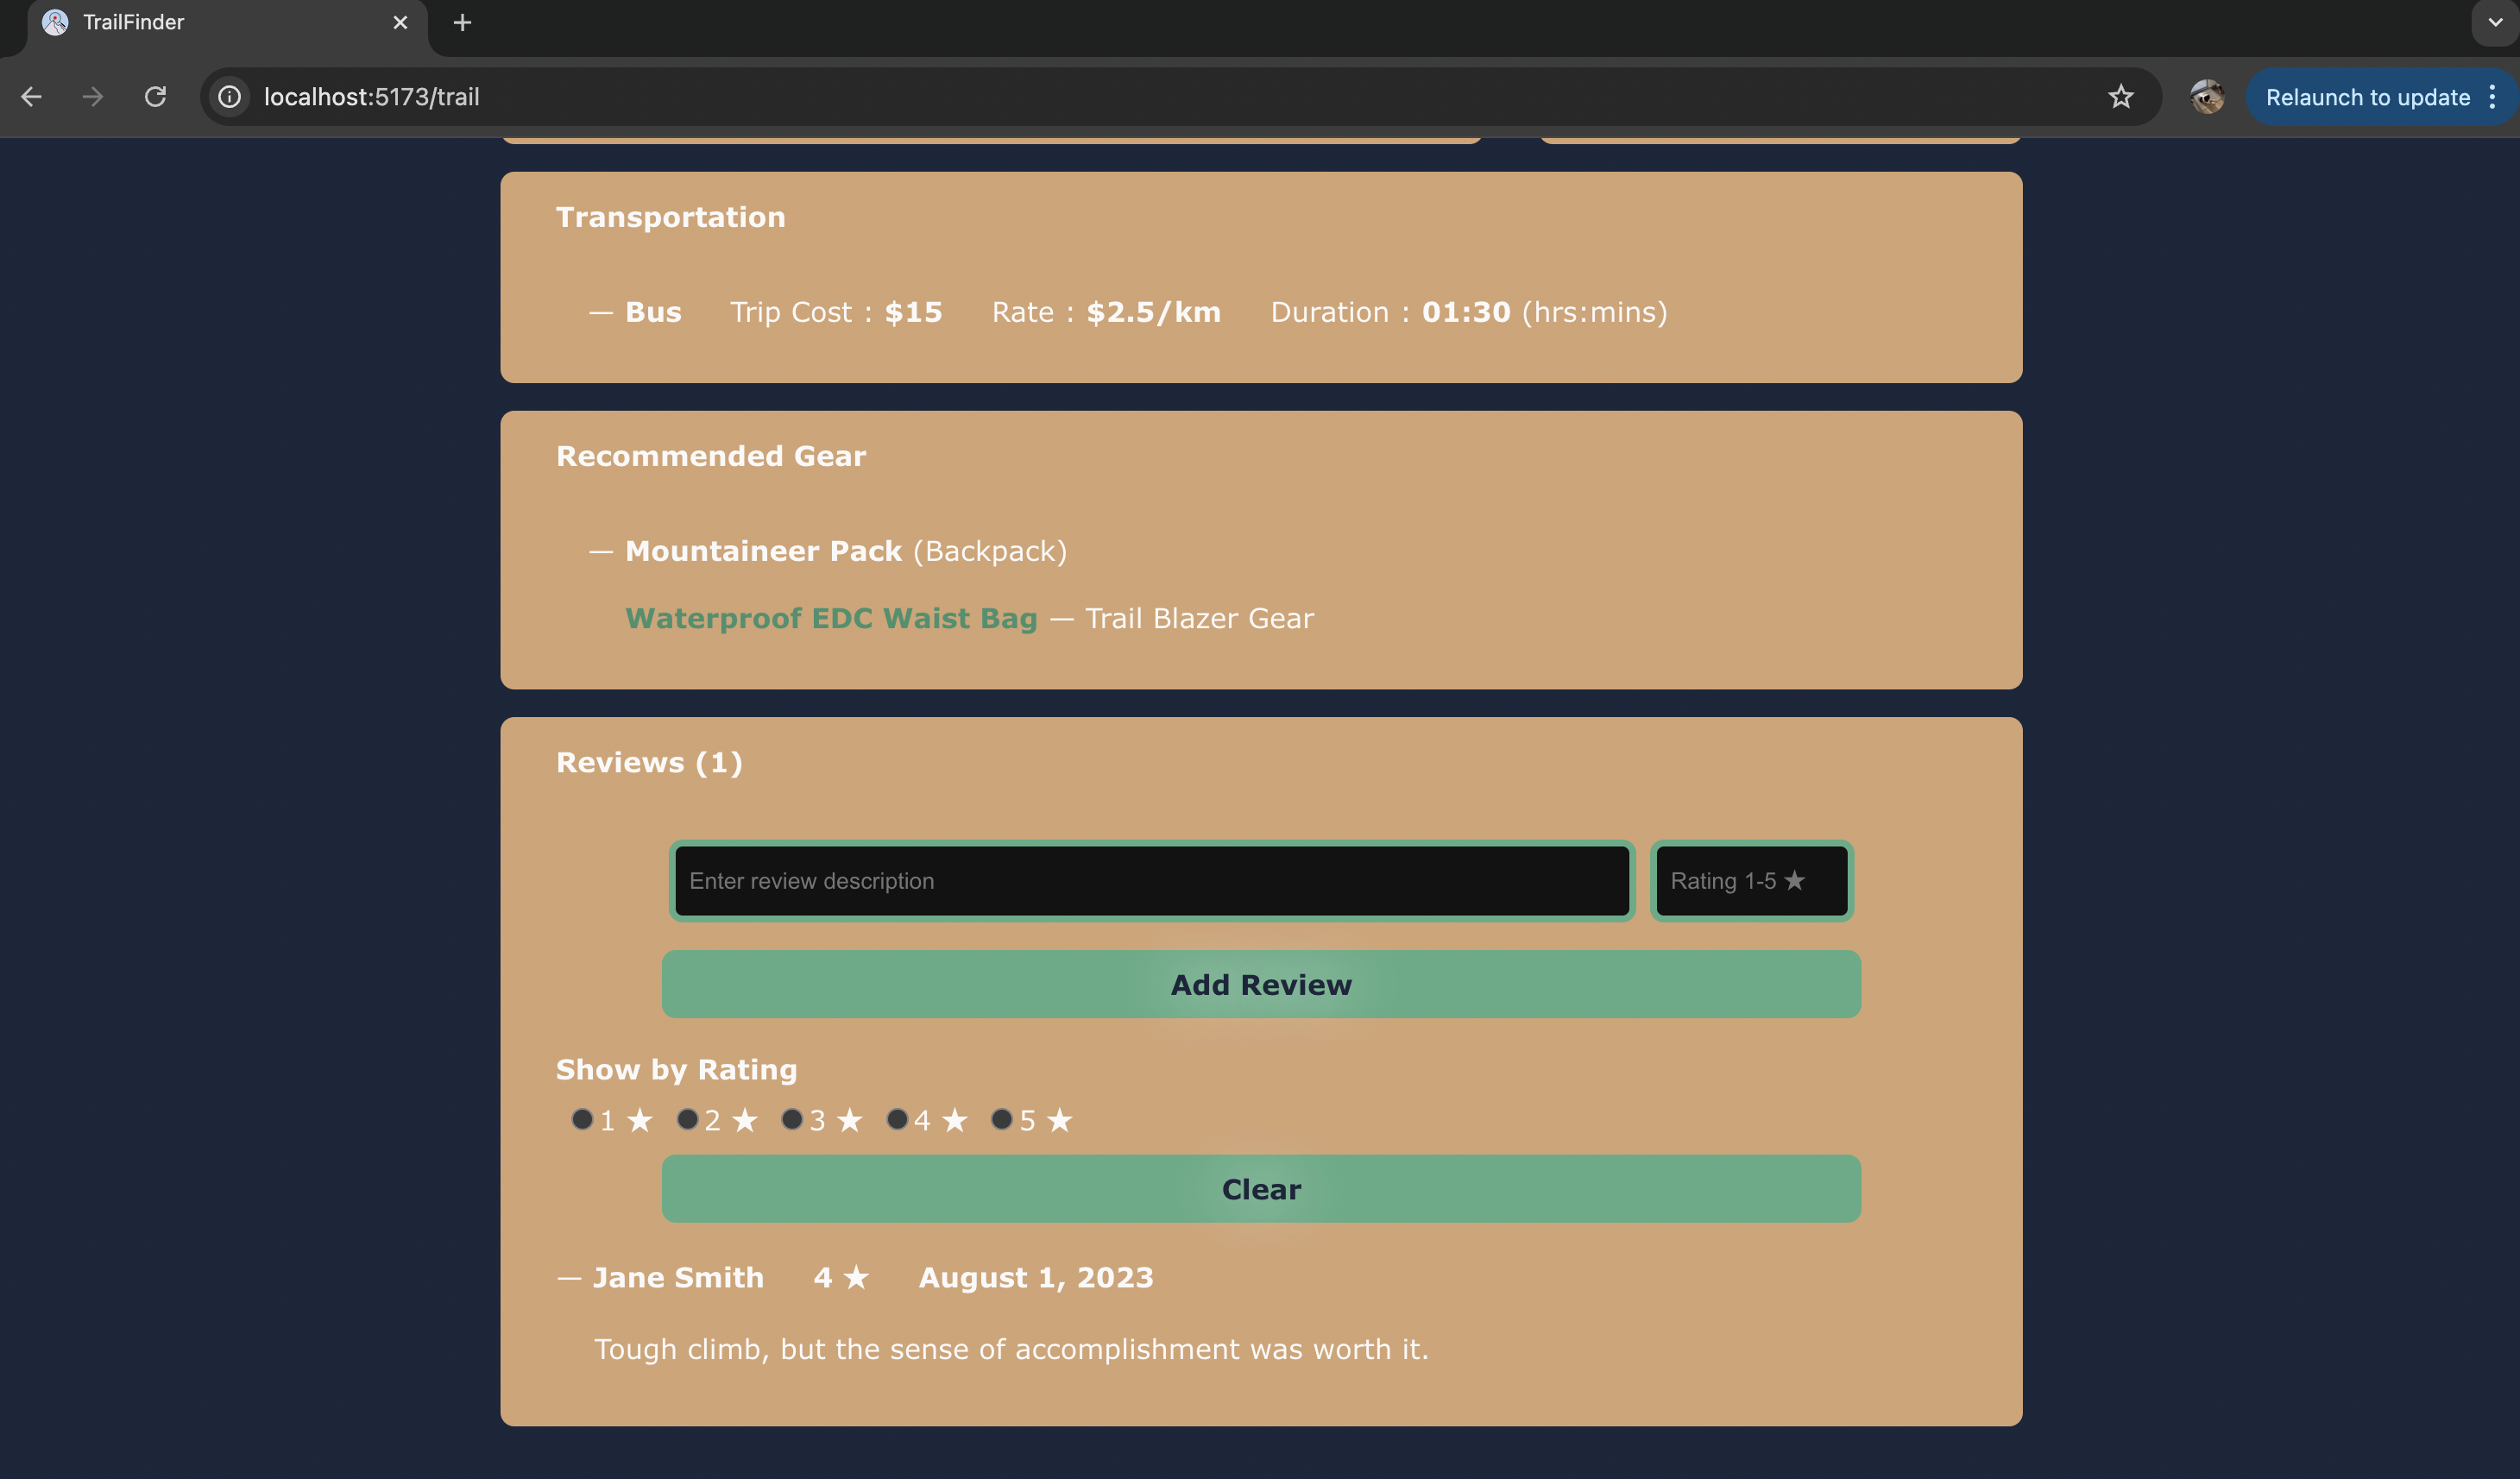 TrailFinder
localhost:5173/trail
Relaunch to update
Transportation
— Bus Trip Cost : $15 Rate : $2.5/km Duration : 01:30 (hrs:mins)
Recommended Gear
— Mountaineer Pack (Backpack)
Waterproof EDC Waist Bag — Trail Blazer Gear
Reviews (1)
Enter review description Rating 1-5 ★
Add Review
Show by Rating
1 ★ 2 ★ 3 ★ 4 ★ 5 ★
Clear
— Jane Smith 4 ★ August 1, 2023
Tough climb, but the sense of accomplishment was worth it.